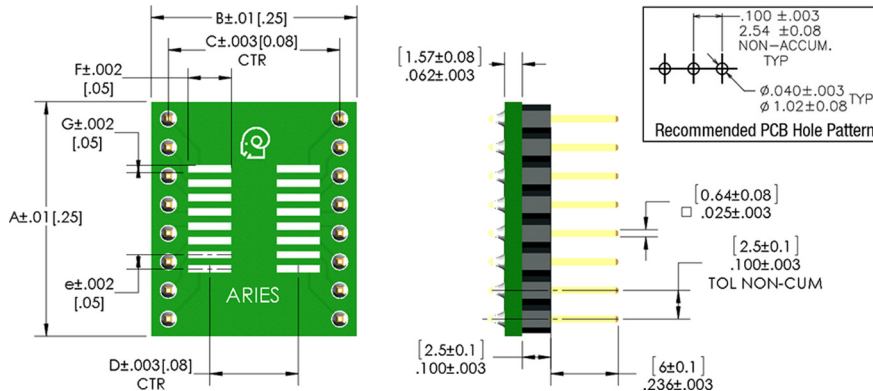 B±.01[.25]
C±.003[0.08]
CTR
F±.002
[.05]
G±.002
[.05]
A±.01[.25]
e±.002
[.05]
ARIES
D±.003[.08]
CTR
[1.57±0.08]
.062±.003
[0.64±0.08]
□ .025±.003
[2.5±0.1]
.100±.003
TOL NON-CUM
[2.5±0.1]
.100±.003
[6±0.1]
.236±.003
.100 ±.003
2.54 ±0.08
NON-ACCUM.
TYP
Ø.040±.003
Ø 1.02±0.08 TYP
Recommended PCB Hole Pattern